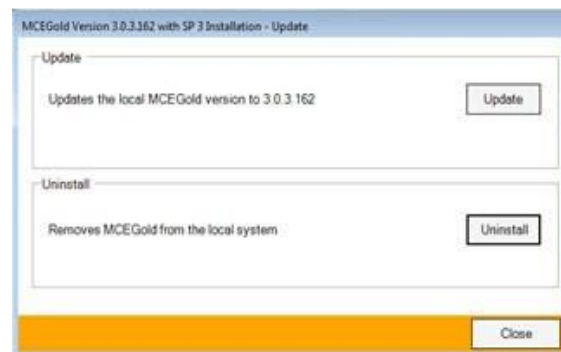 MCEGold Version 3.0.3.162 with SP 3 Installation - Update
Update
Updates the local MCEGold version to 3.0.3.162
Update
Uninstall
Removes MCEGold from the local system
Uninstall
Close